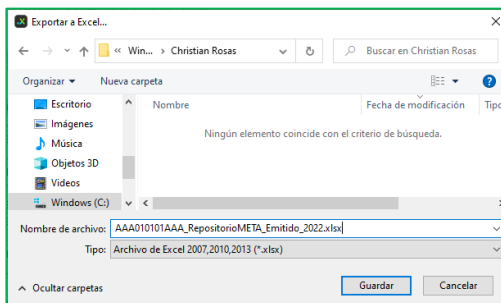 Exportar a Excel...
« Win... › Christian Rosas
Buscar en Christian Rosas
Organizar Nueva carpeta
Escritorio
Imágenes
Música
Objetos 3D
Videos
Windows (C:)
Nombre Fecha de modificación Tipo
Ningún elemento coincide con el criterio de búsqueda.
Nombre de archivo: AAA010101AAA_RepositorioMETA_Emitido_2022.xlsx
Tipo: Archivo de Excel 2007,2010,2013 (*.xlsx)
Ocultar carpetas Guardar Cancelar